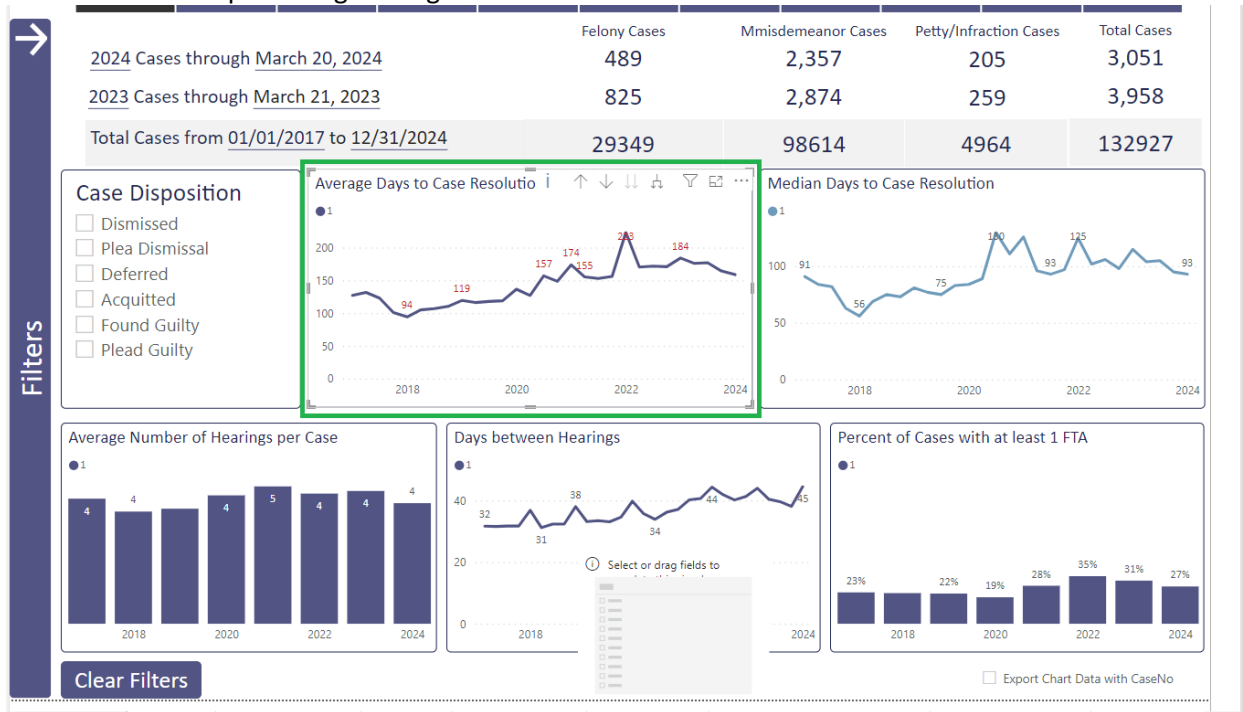 Felony Cases Mmisdemeanor Cases Petty/Infraction Cases Total Cases
2024 Cases through March 20, 2024 489 2,357 205 3,051
2023 Cases through March 21, 2023 825 2,874 259 3,958
Total Cases from 01/01/2017 to 12/31/2024 29349 98614 4964 132927
Filters
Case Disposition
Dismissed
Plea Dismissal
Deferred
Acquitted
Found Guilty
Plead Guilty
Average Days to Case Resolutio
1
200
150
100
50
0
94
119
157
174
155
223
184
2018 2020 2022 2024
Median Days to Case Resolution
1
100
50
0
91
56
75
130
93
125
93
2018 2020 2022 2024
Average Number of Hearings per Case
1
4 4 4 5 4 4 4
2018 2020 2022 2024
Days between Hearings
1
40
20
0
32
31
38
34
44
45
Select or drag fields to
2018 2024
Percent of Cases with at least 1 FTA
1
23% 22% 19% 28% 35% 31% 27%
2018 2020 2022 2024
Clear Filters
Export Chart Data with CaseNo